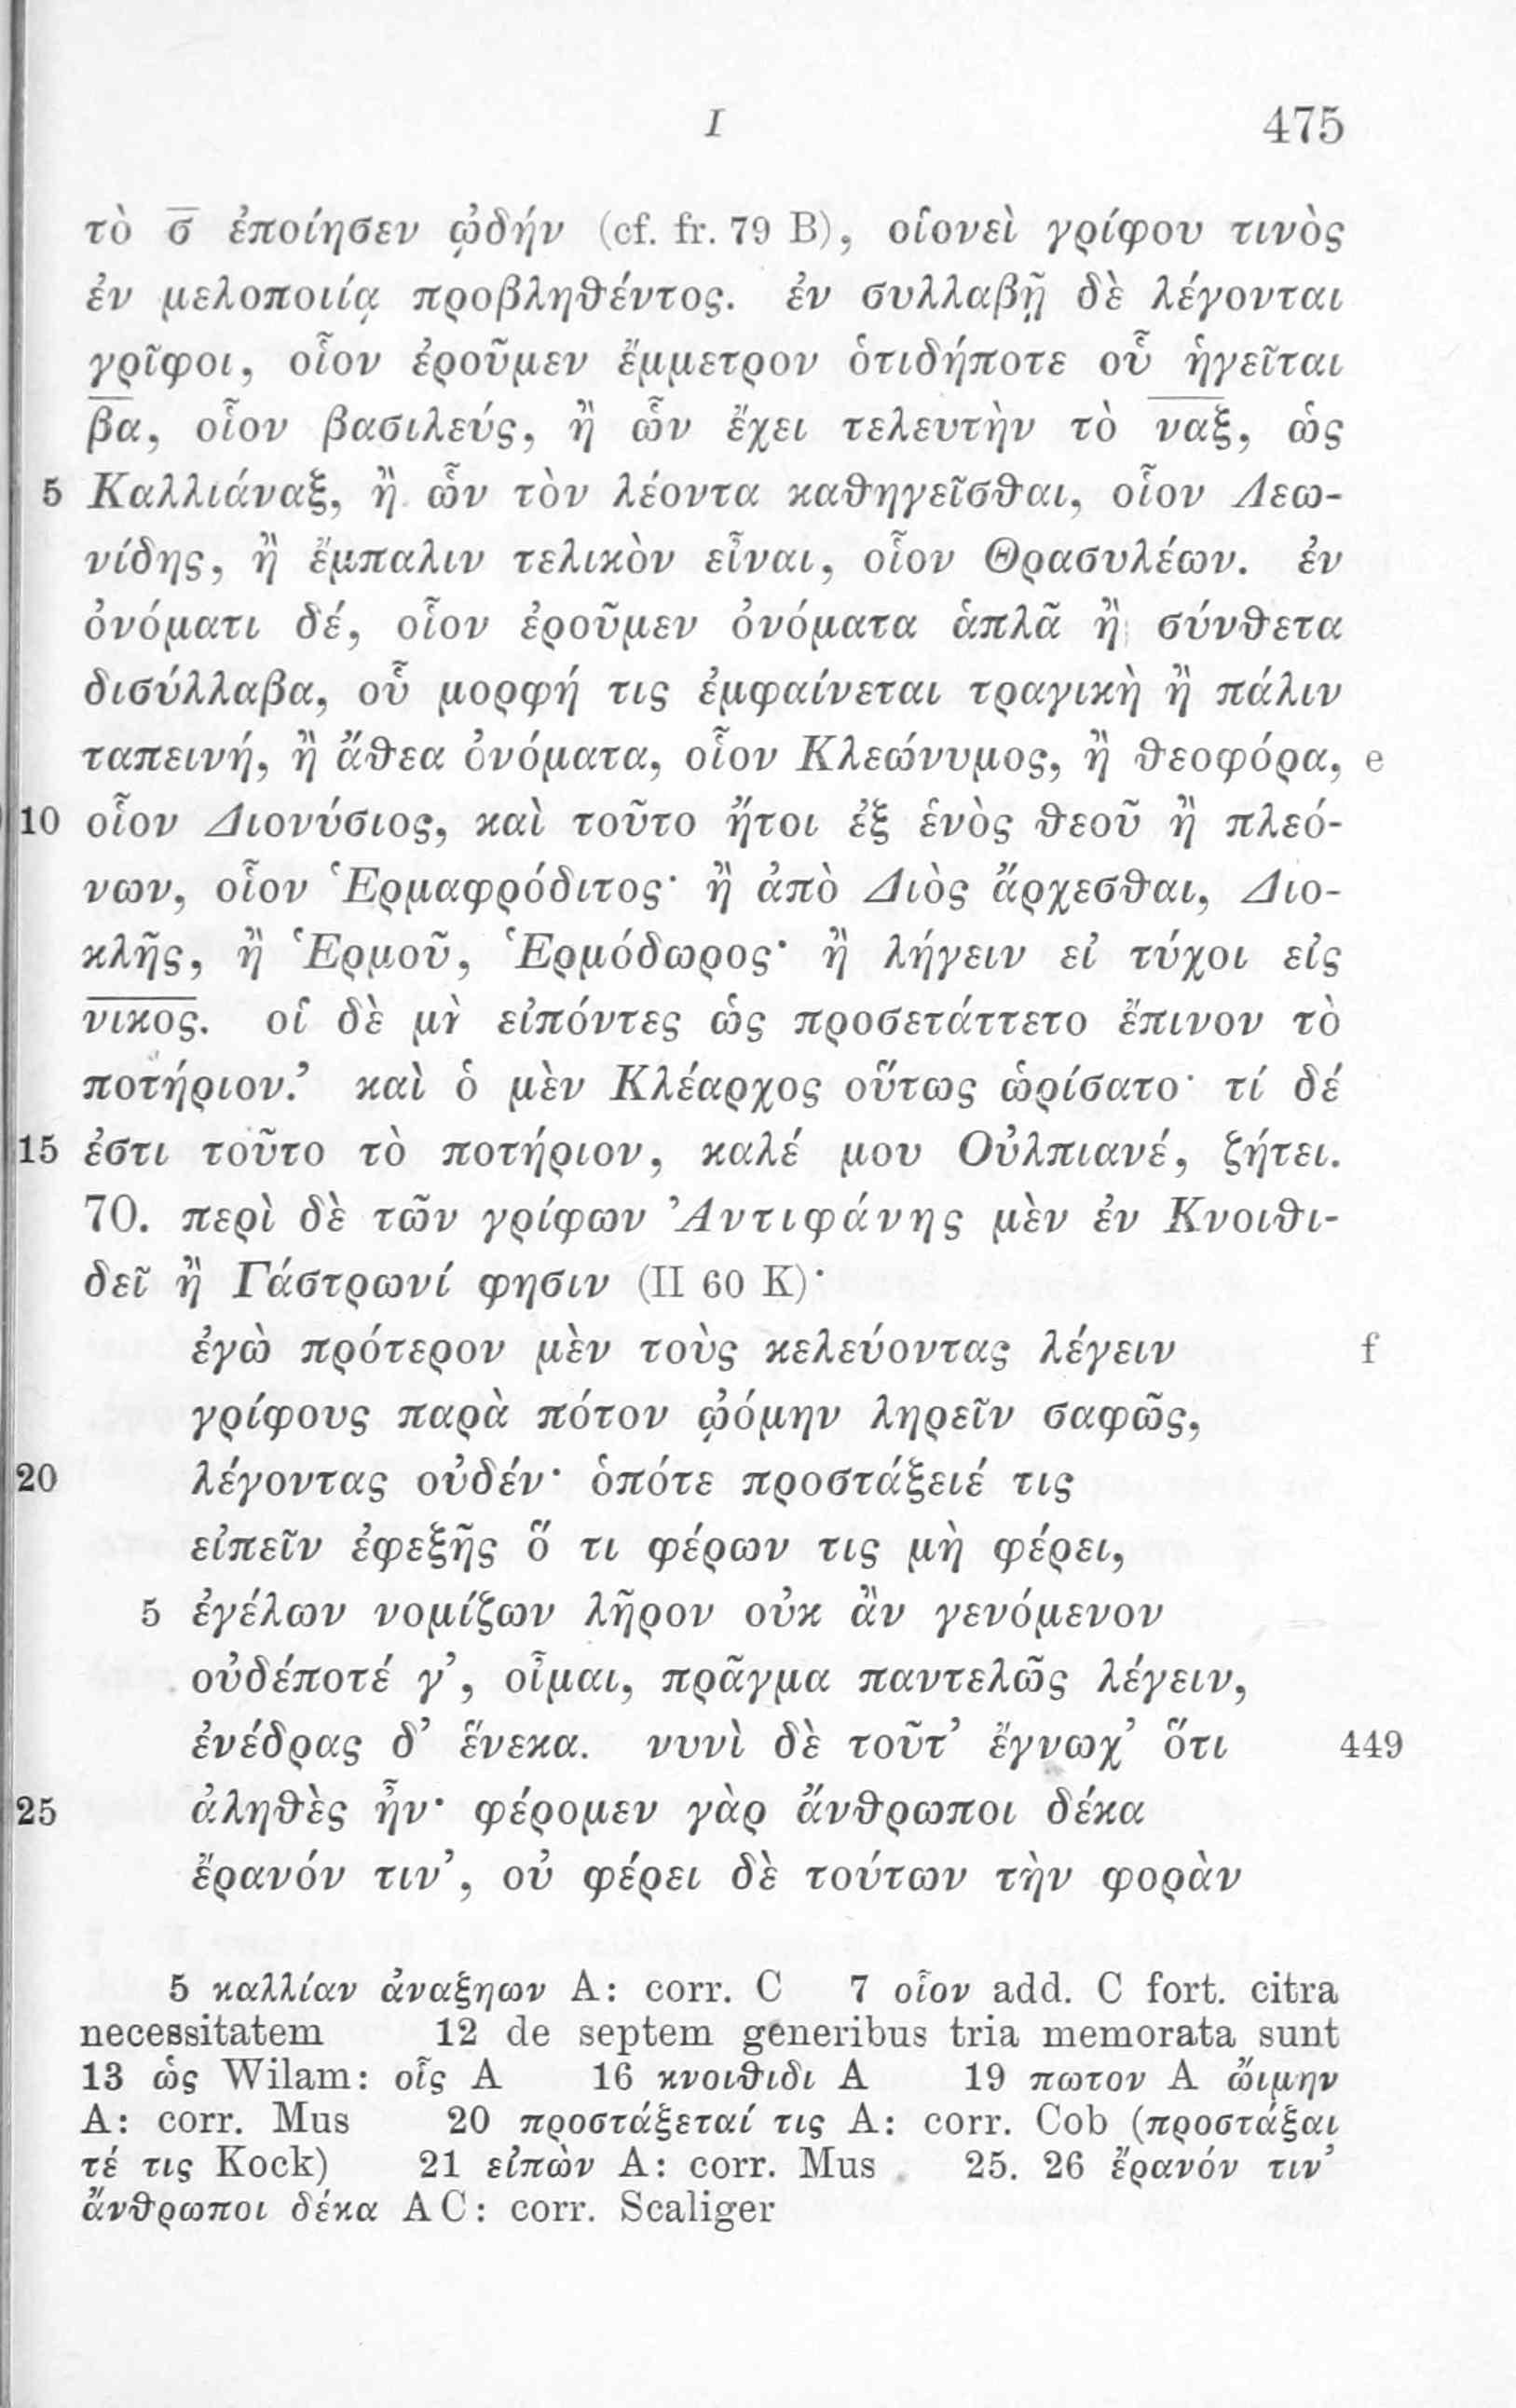 I 475
τὸ σ̅ ἐποίησεν ᾠδήν (cf. fr. 79 B), οἱονεὶ γρίφου τινὸς
ἐν μελοποιίᾳ προβληθέντος. ἐν συλλαβῇ δὲ λέγονται
γρῖφοι, οἷον ἐροῦμεν ἔμμετρον ὁτιδήποτε οὗ ἡγεῖται
β̅α̅, οἷον βασιλεύς, ἢ ὧν ἔχει τελευτὴν τὸ ν̅α̅ξ̅, ὡς
5 Καλλιάναξ, ἢ ὧν τὸν λέοντα καθηγεῖσθαι, οἷον Λεω-
νίδης, ἢ ἔμπαλιν τελικὸν εἶναι, οἷον Θρασυλέων. ἐν
ὀνόματι δέ, οἷον ἐροῦμεν ὀνόματα ἁπλᾶ ἢ σύνθετα
δισύλλαβα, οὗ μορφή τις ἐμφαίνεται τραγικὴ ἢ πάλιν
ταπεινή, ἢ ἄθεα ὀνόματα, οἷον Κλεώνυμος, ἢ θεοφόρα, e
10 οἷον Διονύσιος, καὶ τοῦτο ἤτοι ἐξ ἑνὸς θεοῦ ἢ πλεό-
νων, οἷον Ἑρμαφρόδιτος· ἢ ἀπὸ Διὸς ἄρχεσθαι, Διο-
κλῆς, ἢ Ἑρμοῦ, Ἑρμόδωρος· ἢ λήγειν εἰ τύχοι εἰς
ν̅ι̅κ̅ο̅ς̅. οἱ δὲ μὴ εἰπόντες ὡς προσετάττετο ἔπινον τὸ
ποτήριον.’ καὶ ὁ μὲν Κλέαρχος οὕτως ὡρίσατο· τί δέ
15 ἐστι τοῦτο τὸ ποτήριον, καλέ μου Οὐλπιανέ, ζήτει.
70. περὶ δὲ τῶν γρίφων Ἀντιφάνης μὲν ἐν Κνοιθι-
δεῖ ἢ Γάστρωνί φησιν (II 60 K)·
ἐγὼ πρότερον μὲν τοὺς κελεύοντας λέγειν f
γρίφους παρὰ πότον ᾠόμην ληρεῖν σαφῶς,
20 λέγοντας οὐδέν· ὁπότε προστάξειέ τις
εἰπεῖν ἐφεξῆς ὅ τι φέρων τις μὴ φέρει,
5 ἐγέλων νομίζων λῆρον οὐκ ἂν γενόμενον
οὐδέποτέ γ’, οἶμαι, πρᾶγμα παντελῶς λέγειν,
ἐνέδρας δ’ ἕνεκα. νυνὶ δὲ τοῦτ’ ἔγνωχ’ ὅτι 449
25 ἀληθὲς ἦν· φέρομεν γὰρ ἄνθρωποι δέκα
ἔρανόν τιν’, οὐ φέρει δὲ τούτων τὴν φορὰν
5 καλλίαν ἀναξηων A: corr. C 7 οἷον add. C fort. citra
necessitatem 12 de septem generibus tria memorata sunt
13 ὡς Wilam: οἷς A 16 κνοιθιδι A 19 πωτον A ὤιμην
A: corr. Mus 20 προστάξεταί τις A: corr. Cob (προστάξαι
τέ τις Kock) 21 εἰπὼν A: corr. Mus 25. 26 ἔρανόν τιν’
ἄνθρωποι δέκα AC: corr. Scaliger